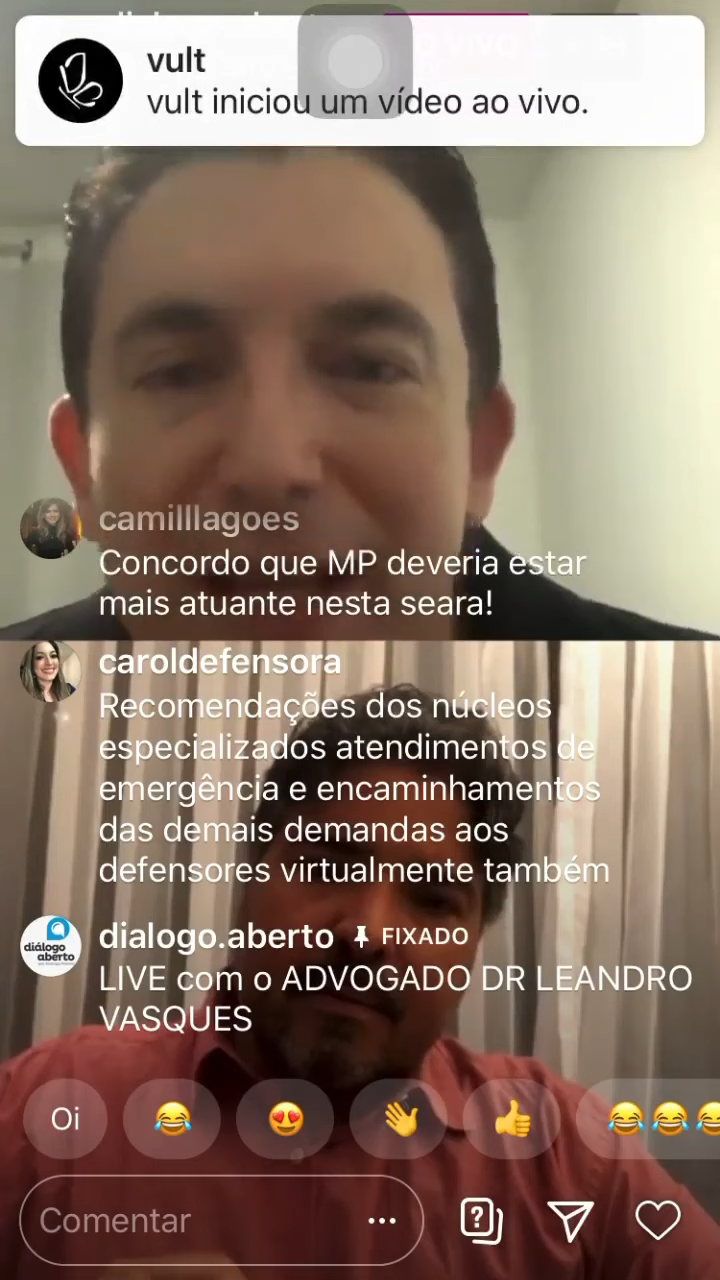 vult
vult iniciou um vídeo ao vivo.
camilllagoes
Concordo que MP deveria estar
mais atuante nesta seara!
caroldefensora
Recomendações dos núcleos
especializados atendimentos de
emergência e encaminhamentos
das demais demandas aos
defensores virtualmente também
diálogo
aberto
dialogo.aberto FIXADO
LIVE com o ADVOGADO DR LEANDRO
VASQUES
Oi
Comentar